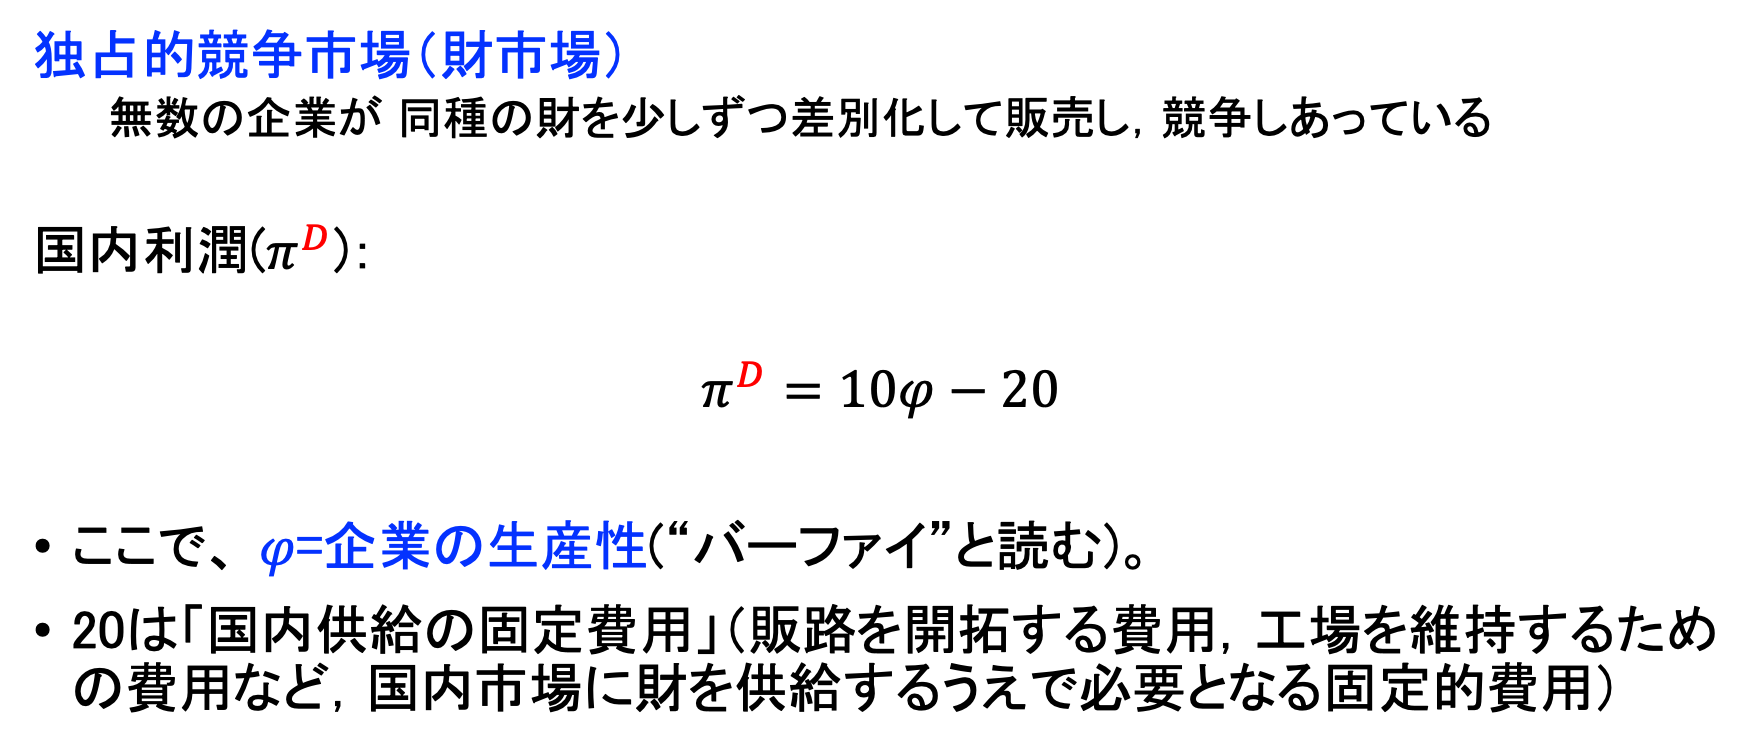 独占的競争市場（財市場）
無数の企業が 同種の財を少しずつ差別化して販売し, 競争しあっている
国内利潤(π^D):
π^D = 10φ − 20
• ここで、φ=企業の生産性(“バーファイ”と読む)。
• 20は「国内供給の固定費用」（販路を開拓する費用, 工場を維持するため
の費用など, 国内市場に財を供給するうえで必要となる固定的費用）